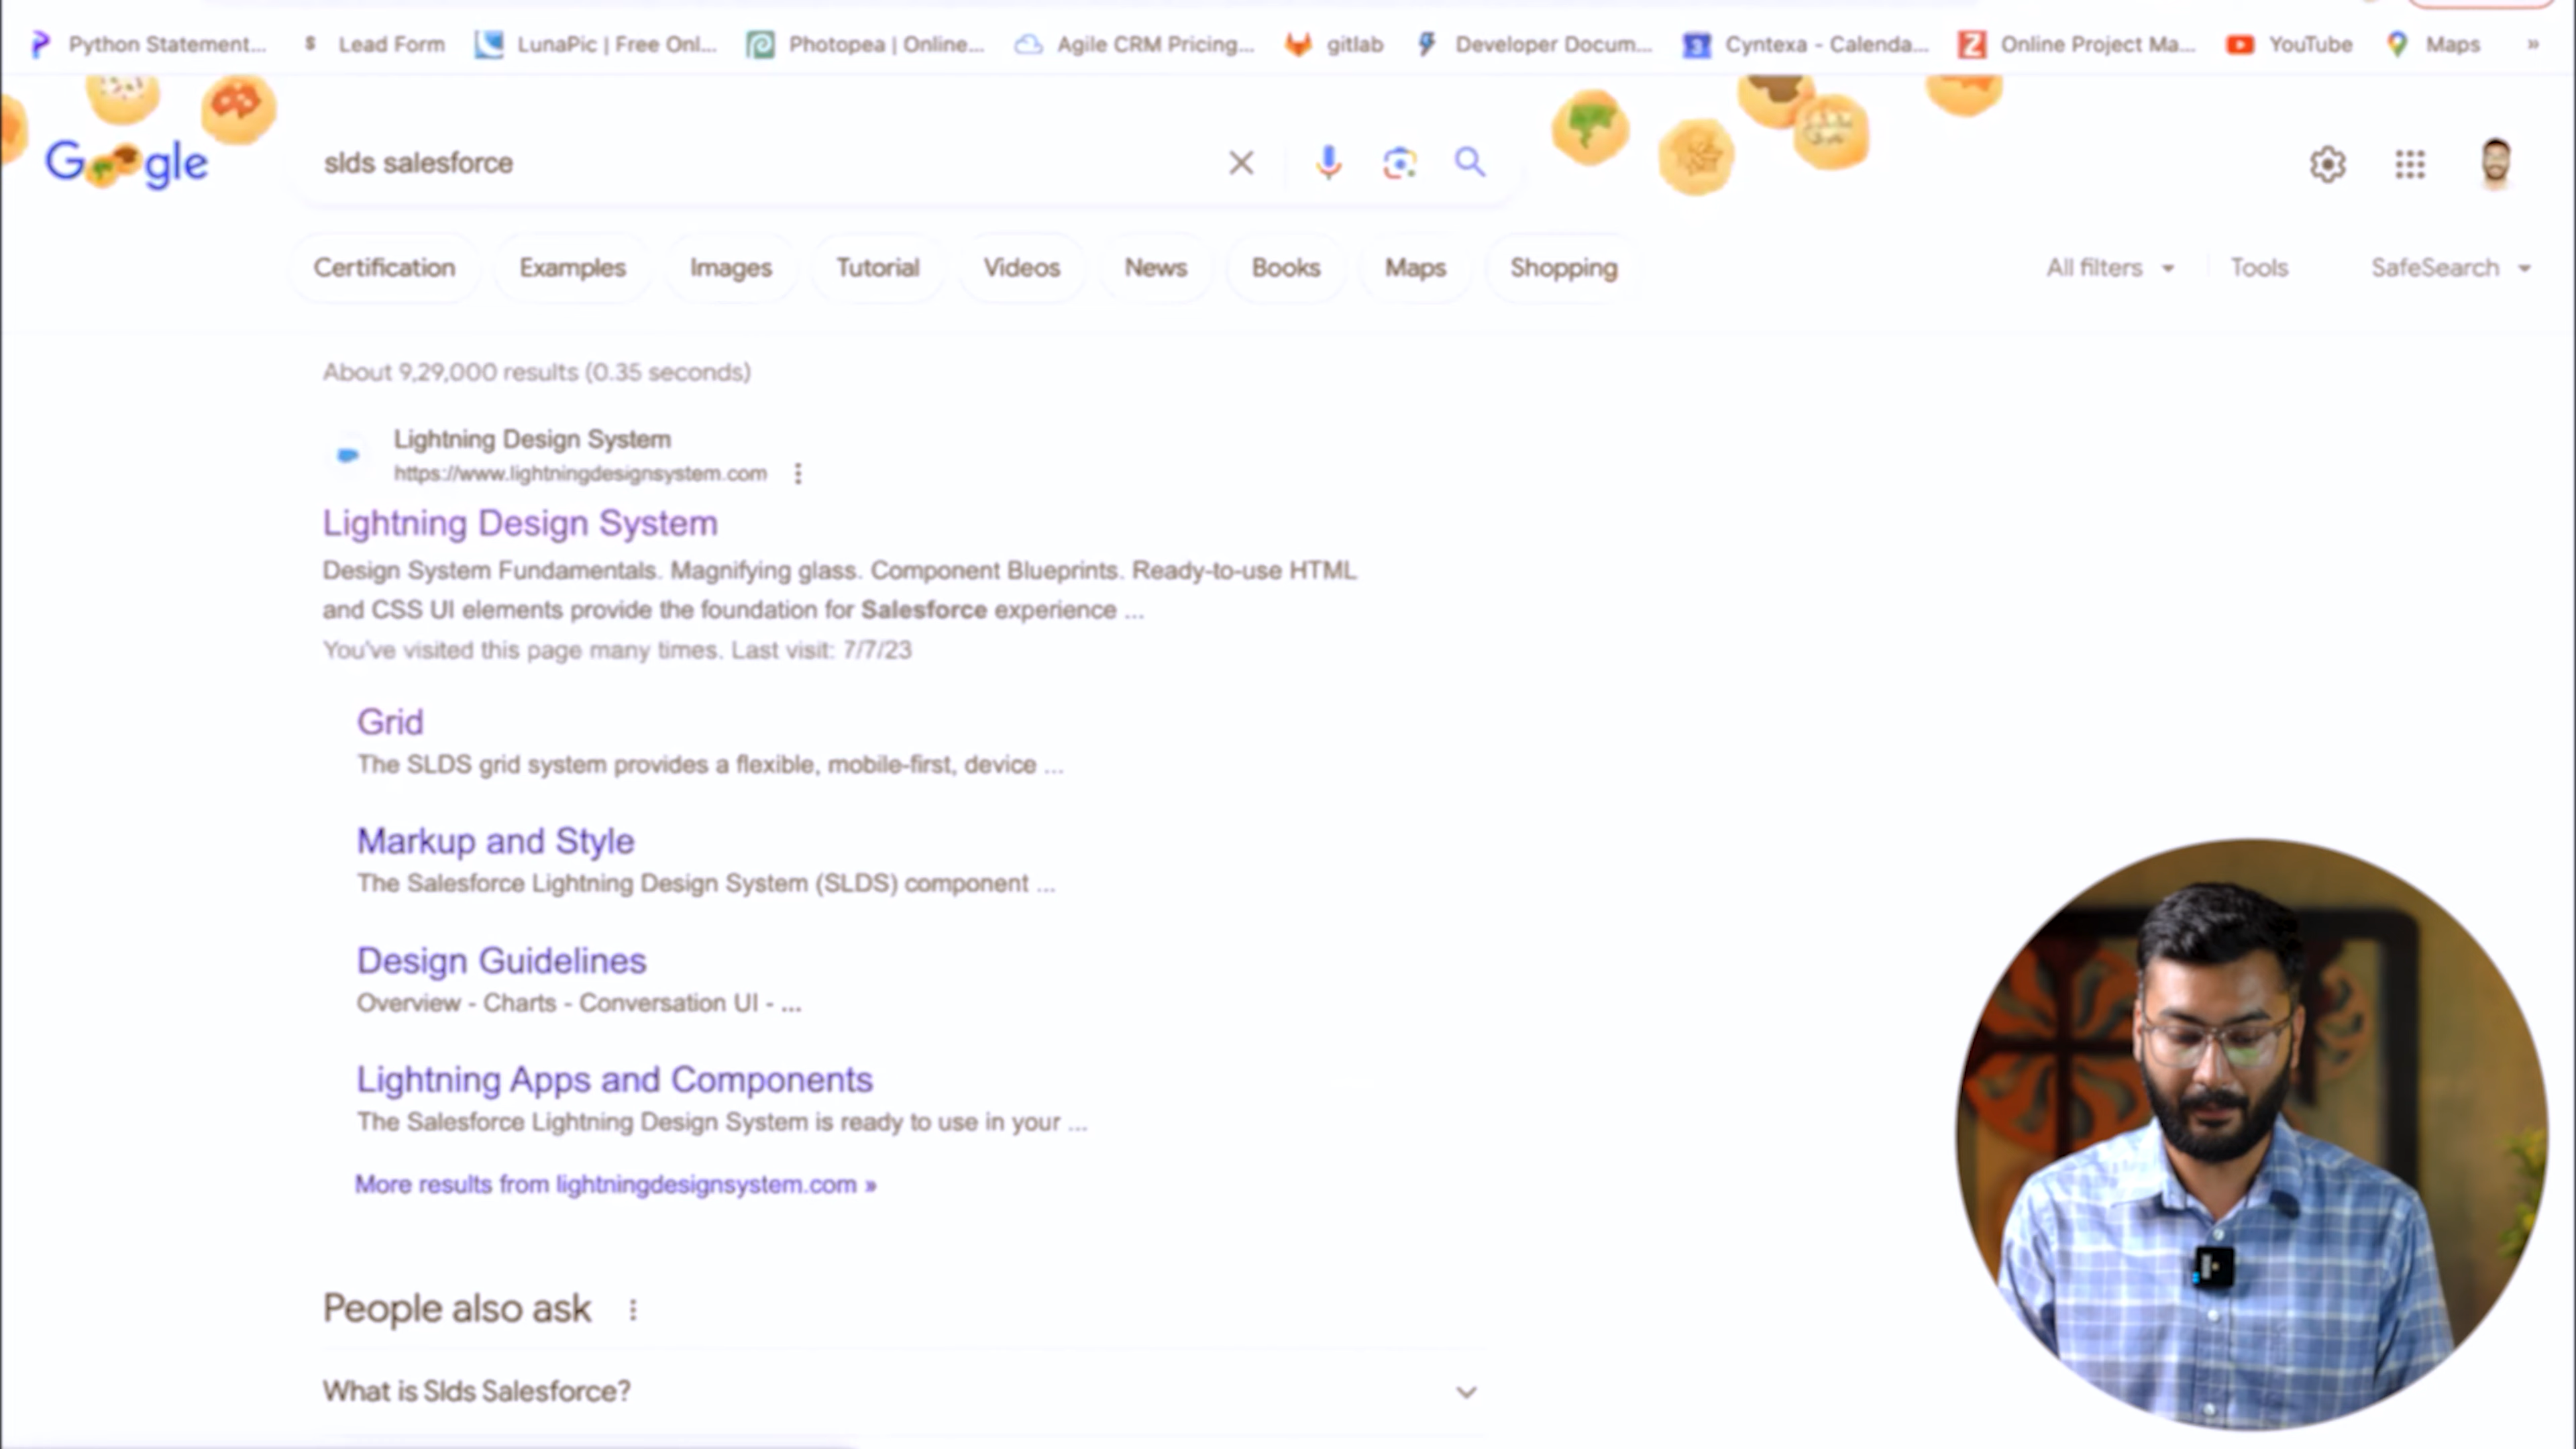 Python Statement...
Lead Form
LunaPic | Free Onl...
Photopea | Online...
Agile CRM Pricing...
gitlab
Developer Docum...
Cyntexa - Calenda...
Online Project Ma...
YouTube
Maps
»
Google
slds salesforce
Certification
Examples
Images
Tutorial
Videos
News
Books
Maps
Shopping
All filters
Tools
SafeSearch
About 9,29,000 results (0.35 seconds)
Lightning Design System
https://www.lightningdesignsystem.com
Lightning Design System
Design System Fundamentals. Magnifying glass. Component Blueprints. Ready-to-use HTML
and CSS UI elements provide the foundation for Salesforce experience ...
You've visited this page many times. Last visit: 7/7/23
Grid
The SLDS grid system provides a flexible, mobile-first, device ...
Markup and Style
The Salesforce Lightning Design System (SLDS) component ...
Design Guidelines
Overview - Charts - Conversation UI - ...
Lightning Apps and Components
The Salesforce Lightning Design System is ready to use in your ...
More results from lightningdesignsystem.com »
People also ask
What is Slds Salesforce?